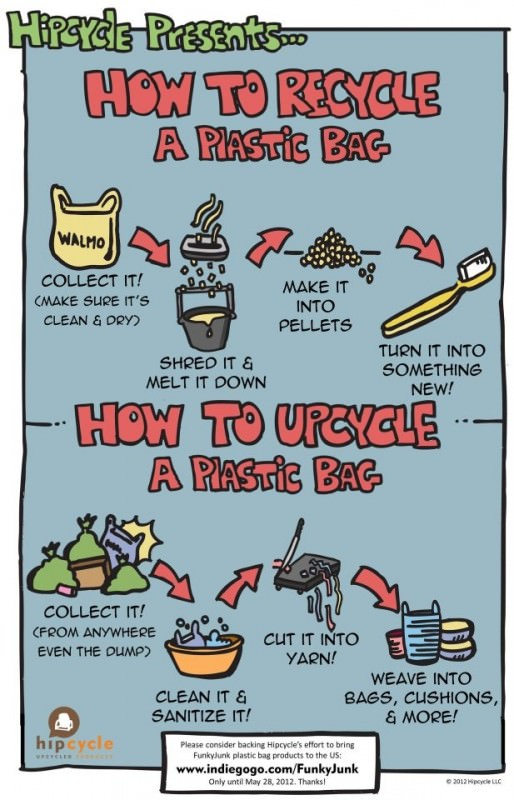 Hipcycle Presents...
How To Recycle
A Plastic Bag
WALMO
COLLECT IT!
(MAKE SURE IT'S
CLEAN & DRY)
SHRED IT &
MELT IT DOWN
MAKE IT
INTO
PELLETS
TURN IT INTO
SOMETHING
NEW!
How To Upcycle
A Plastic Bag
COLLECT IT!
(FROM ANYWHERE
EVEN THE DUMP)
CLEAN IT &
SANITIZE IT!
CUT IT INTO
YARN!
WEAVE INTO
BAGS, CUSHIONS,
& MORE!
hipcycle
UPCYCLED PRODUCTS
Please consider backing Hipcycle's effort to bring
FunkyJunk plastic bag products to the US:
www.indiegogo.com/FunkyJunk
Only until May 28, 2012. Thanks!
© 2012 Hipcycle LLC